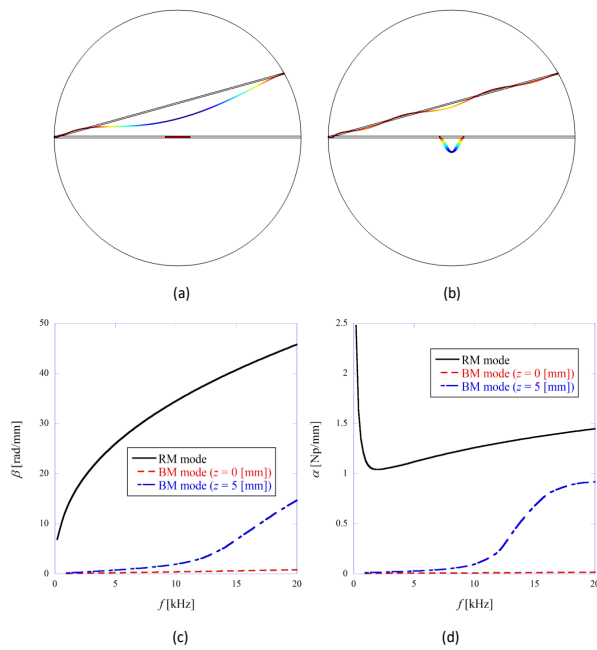 (a)
(b)
50
40
30
20
10
0
β [rad/mm]
RM mode
BM mode (z = 0 [mm])
BM mode (z = 5 [mm])
0
5
10
15
20
f [kHz]
(c)
2.5
2
1.5
1
0.5
0
α [Np/mm]
RM mode
BM mode (z = 0 [mm])
BM mode (z = 5 [mm])
0
5
10
15
20
f [kHz]
(d)